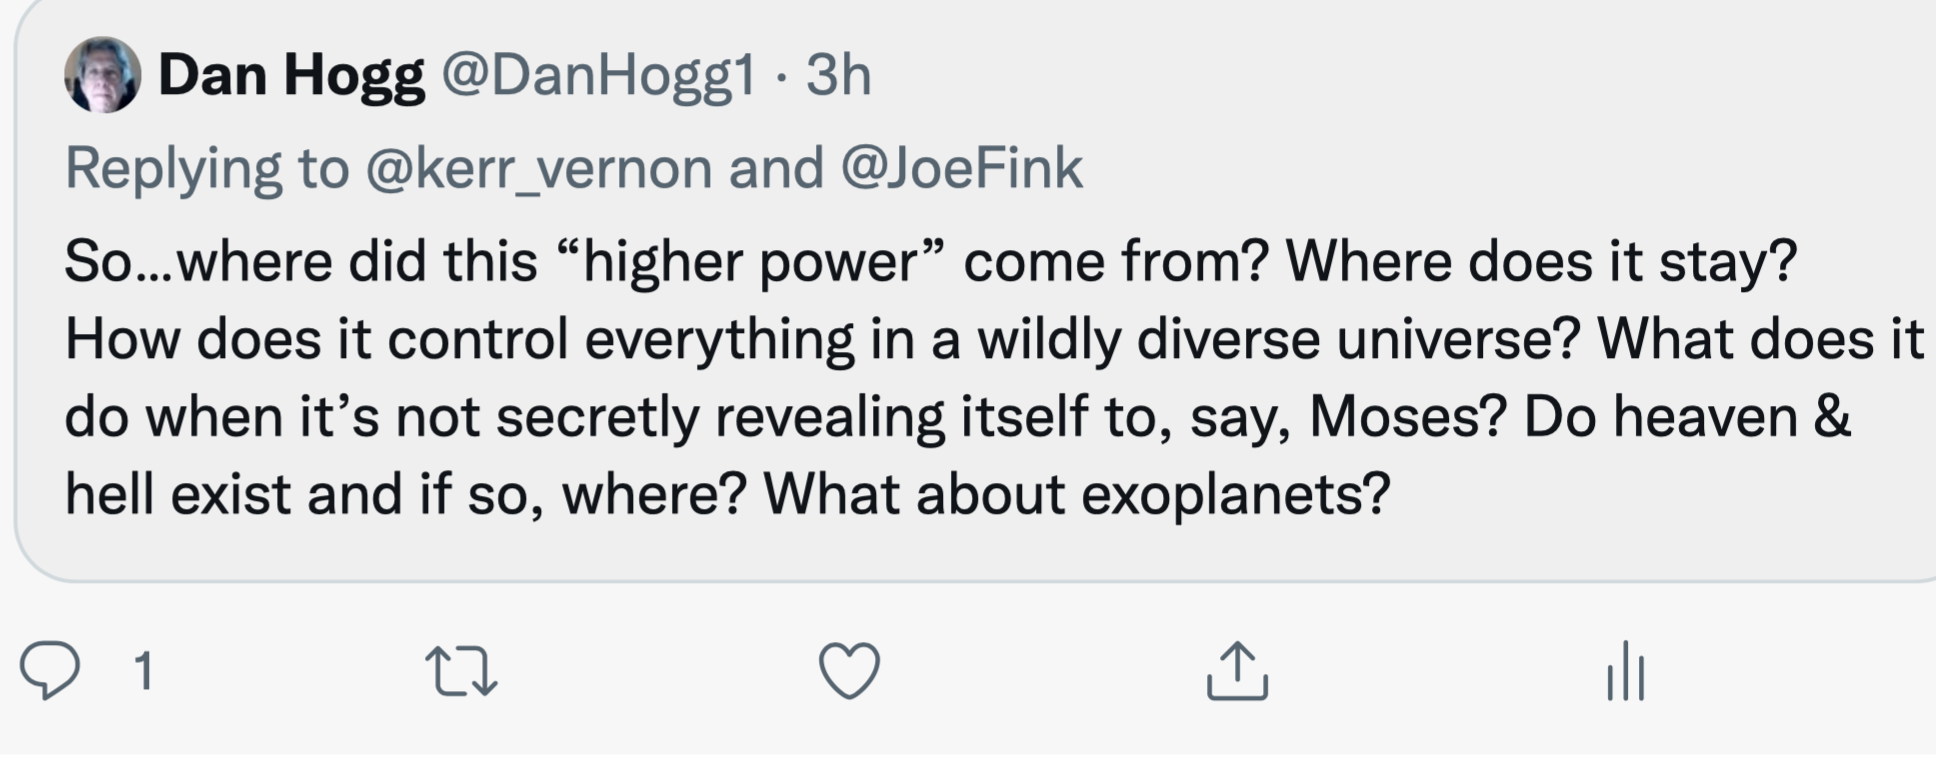 Dan Hogg @DanHogg1 · 3h
Replying to @kerr_vernon and @JoeFink
So...where did this “higher power” come from? Where does it stay?
How does it control everything in a wildly diverse universe? What does it
do when it’s not secretly revealing itself to, say, Moses? Do heaven &
hell exist and if so, where? What about exoplanets?
1